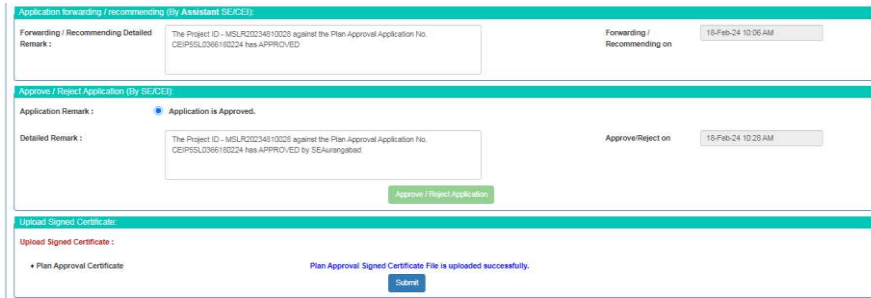 Application forwarding / recommending (By Assistant SE/CEI):
Forwarding / Recommending Detailed
Remark :
The Project ID - MSLR20234810028 against the Plan Approval Application No.
CEIPSSL0366180224 has APPROVED
Forwarding /
Recommending on
18-Feb-24 10:06 AM
Approve / Reject Application (By SE/CEI):
Application Remark :
Application is Approved.
Detailed Remark :
The Project ID - MSLR20234810028 against the Plan Approval Application No.
CEIPSSL0366180224 has APPROVED by SEAurangabad
Approve/Reject on
18-Feb-24 10:28 AM
Approve / Reject Application
Upload Signed Certificate:
Upload Signed Certificate :
♦ Plan Approval Certificate
Plan Approval Signed Certificate File is uploaded successfully.
Submit